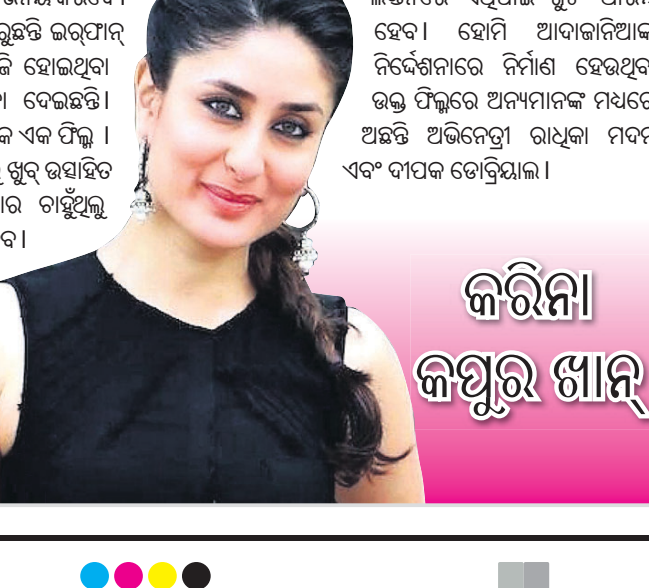 ରୁଛନ୍ତି ଇର୍‌ଫାନ୍
ହୋଇଥିବା
ଦେଇଛନ୍ତି।
ଏକ ଫିଲ୍ମ ।
ଖୁବ୍ ଉତ୍ସାହିତ
ଚାହୁଁଥିଲୁ
ବ।
ହେବ। ହୋମି ଆଦାଜାନିଆଙ୍କ
ନିର୍ଦ୍ଦେଶନାରେ ନିର୍ମାଣ ହେଉଥିବା
ଉକ୍ତ ଫିଲ୍ମରେ ଅନ୍ୟମାନଙ୍କ ମଧ୍ୟରେ
ଅଛନ୍ତି ଅଭିନେତ୍ରୀ ରାଧିକା ମଦନ
ଏବଂ ଦୀପକ ଡୋବ୍ରିୟାଲ।
କରିନା
କପୁର ଖାନ୍